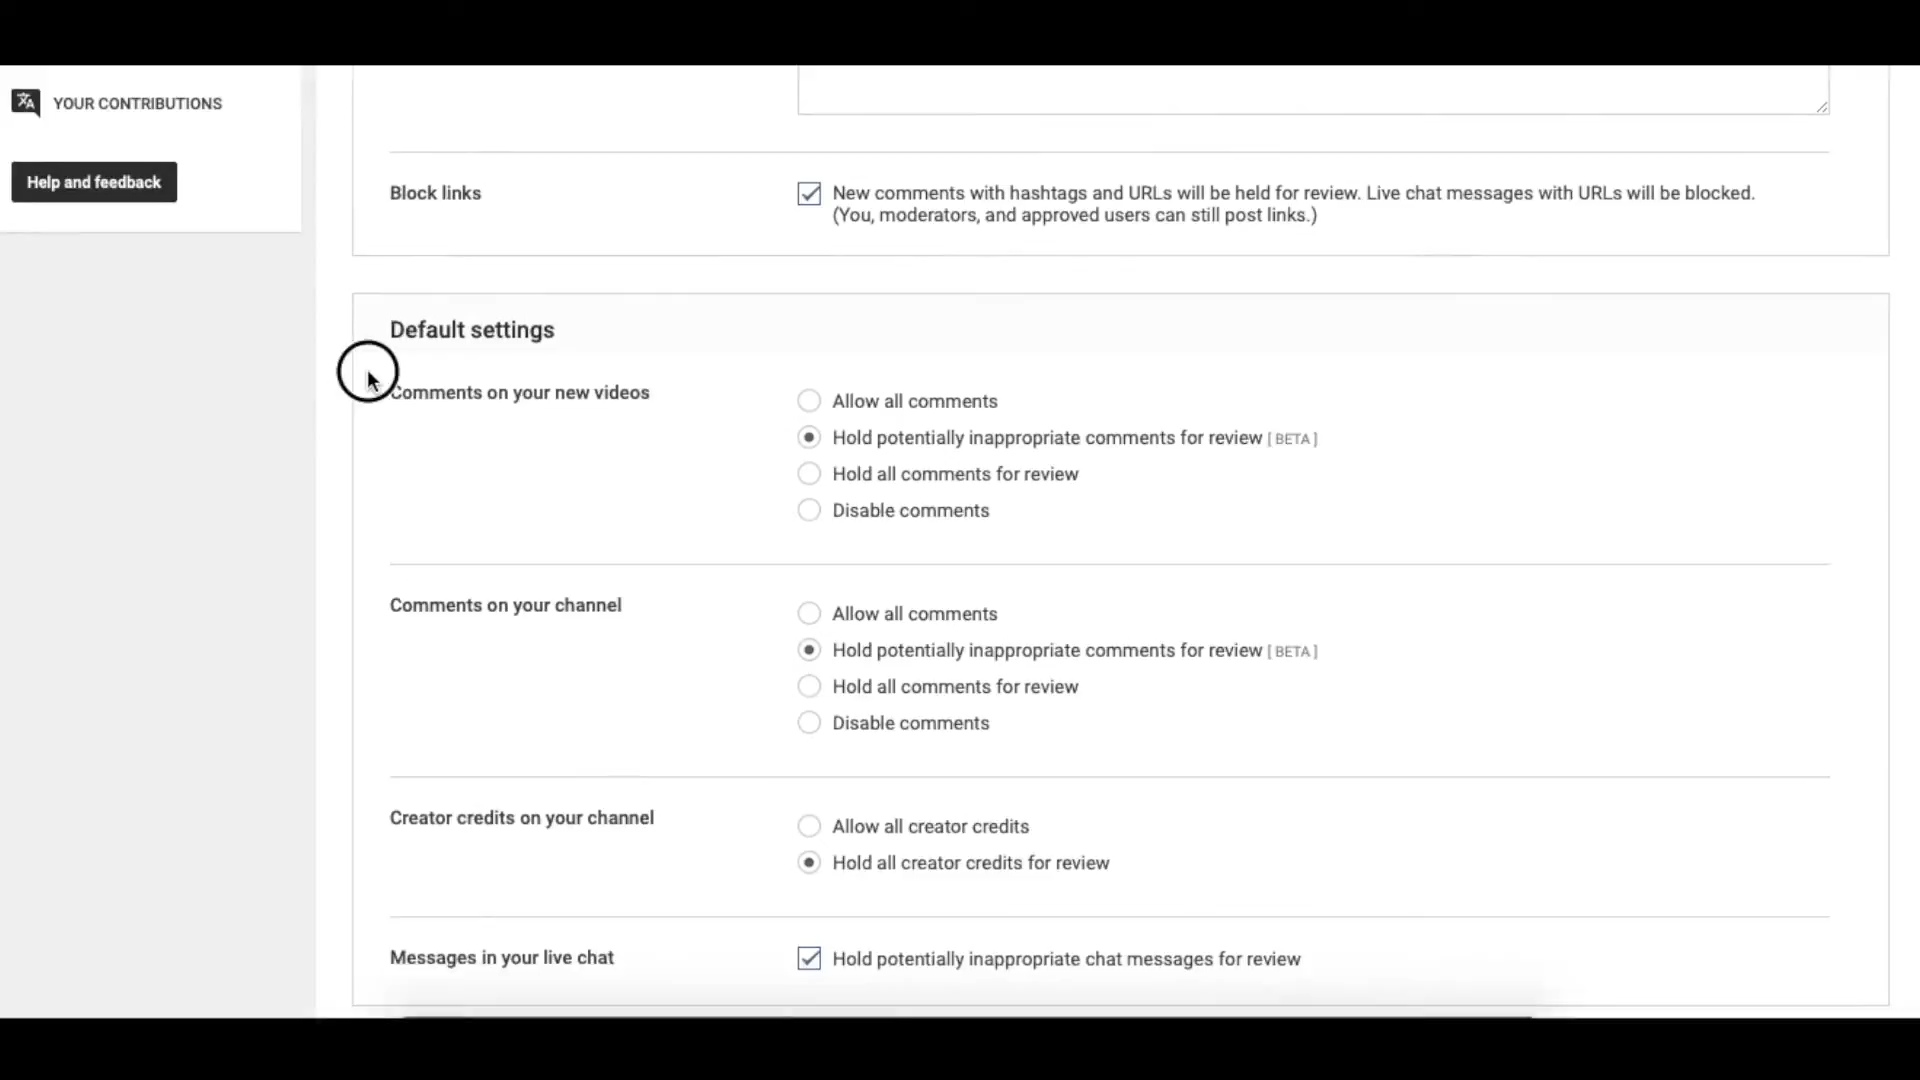 YOUR CONTRIBUTIONS
Help and feedback
Block links
New comments with hashtags and URLs will be held for review. Live chat messages with URLs will be blocked.
(You, moderators, and approved users can still post links.)
Default settings
Comments on your new videos
Allow all comments
Hold potentially inappropriate comments for review [ BETA ]
Hold all comments for review
Disable comments
Comments on your channel
Allow all comments
Hold potentially inappropriate comments for review [ BETA ]
Hold all comments for review
Disable comments
Creator credits on your channel
Allow all creator credits
Hold all creator credits for review
Messages in your live chat
Hold potentially inappropriate chat messages for review